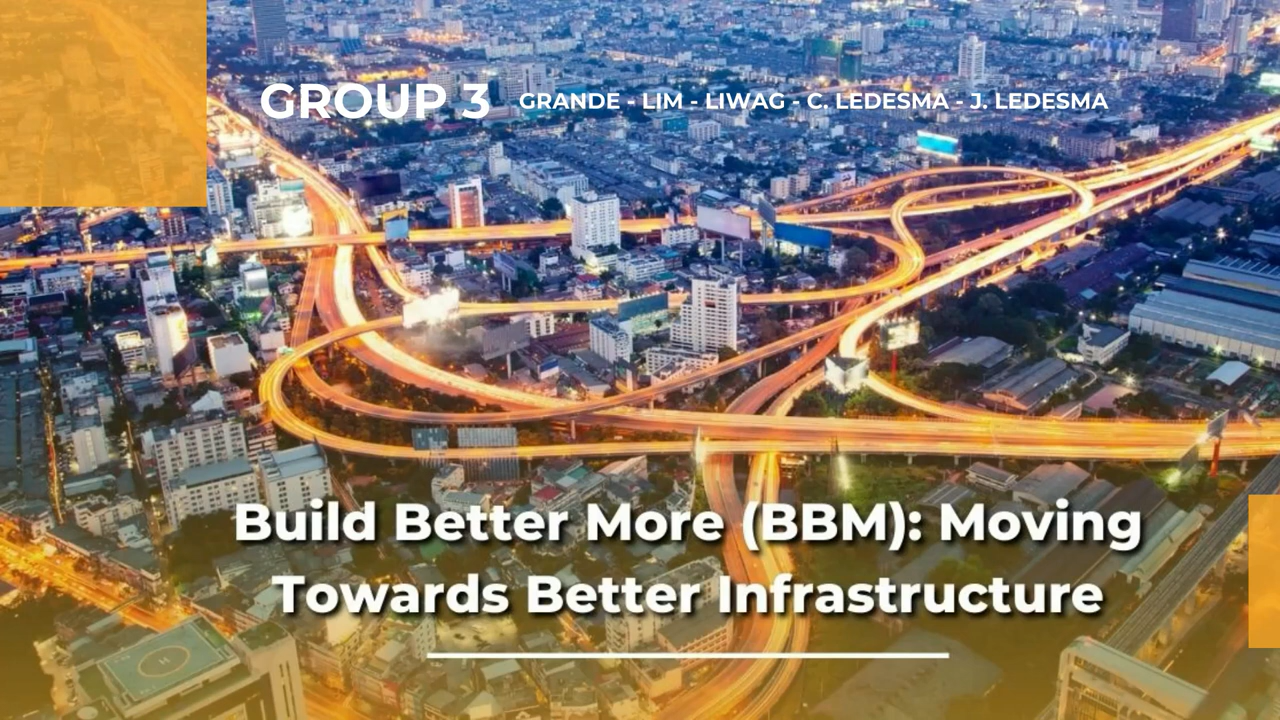 GROUP 3 GRANDE - LIM - LIWAG - C. LEDESMA - J. LEDESMA
Build Better More (BBM): Moving
Towards Better Infrastructure